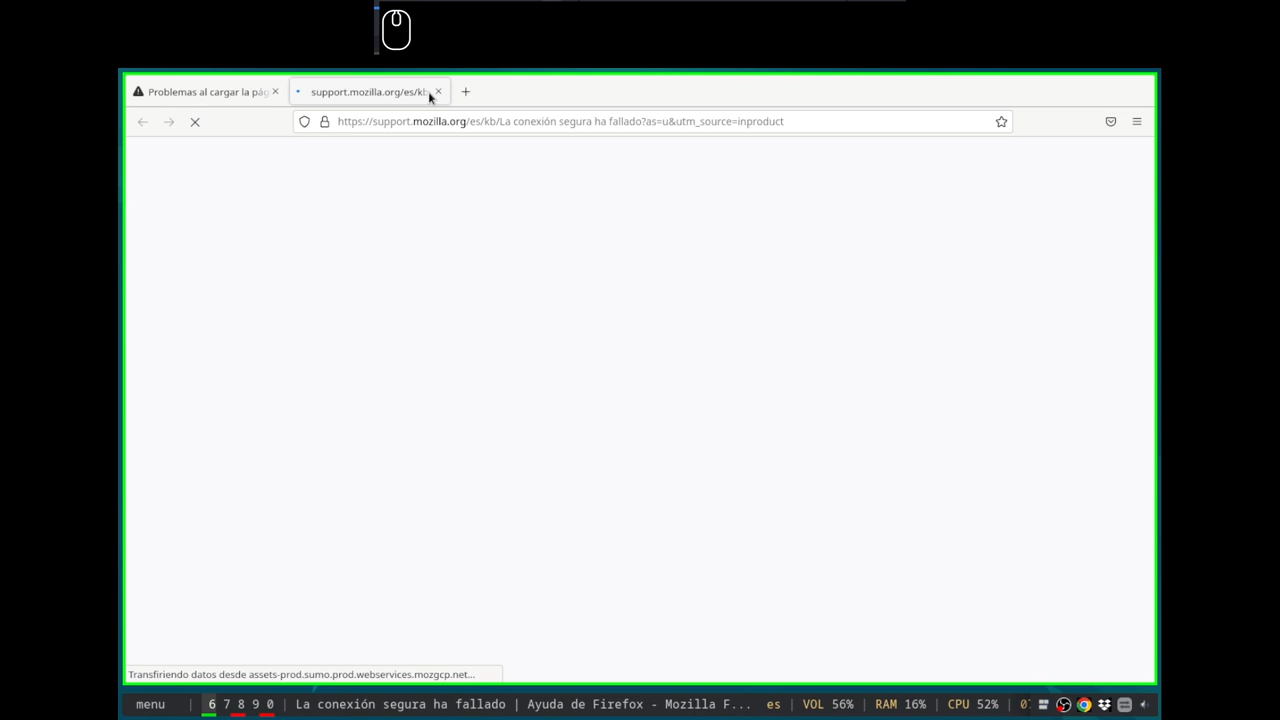 Problemas al cargar la pág
support.mozilla.org/es/kb
https://support.mozilla.org/es/kb/La conexión segura ha fallado?as=u&utm_source=inproduct
Transfiriendo datos desde assets-prod.sumo.prod.webservices.mozgcp.net...
menu | 6 7 8 9 0 | La conexión segura ha fallado | Ayuda de Firefox - Mozilla F... es | VOL 56% | RAM 16% | CPU 52% |